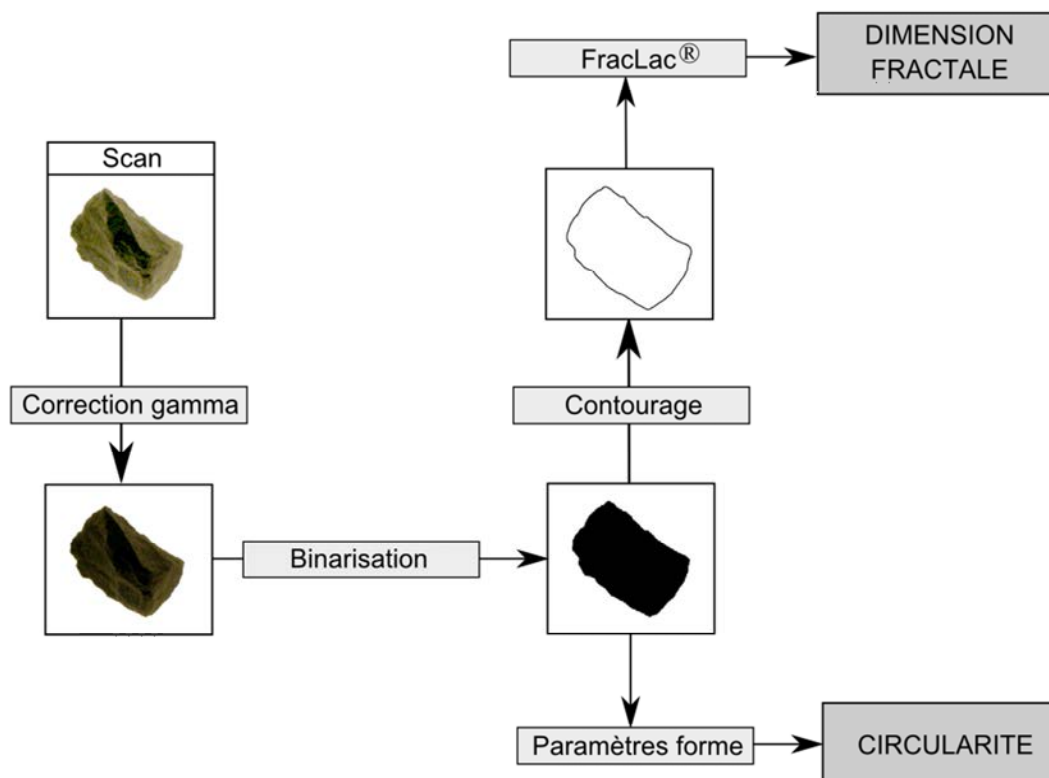 Scan
Correction gamma
Binarisation
Contourage
FracLac®
DIMENSION
FRACTALE
Paramètres forme
CIRCULARITE